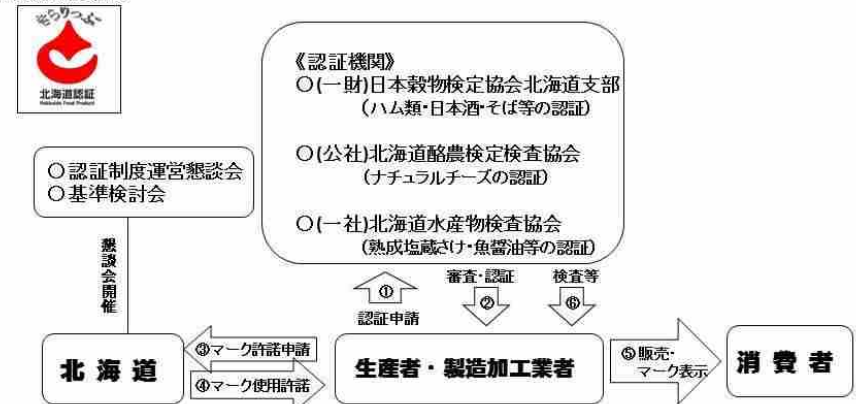 きらりっぷ
北海道認証
Hokkaido Food Product
《認証機関》
○(一財)日本穀物検定協会北海道支部
(ハム類・日本酒・そば等の認証)
○(公社)北海道酪農検定検査協会
(ナチュラルチーズの認証)
○(一社)北海道水産物検査協会
(熟成塩蔵さけ・魚醤油等の認証)
○認証制度運営懇談会
○基準検討会
懇談会開催
①
認証申請
審査・認証
②
検査等
⑥
北海道
③マーク許諾申請
④マーク使用許諾
生産者・製造加工業者
⑤販売・
マーク表示
消費者